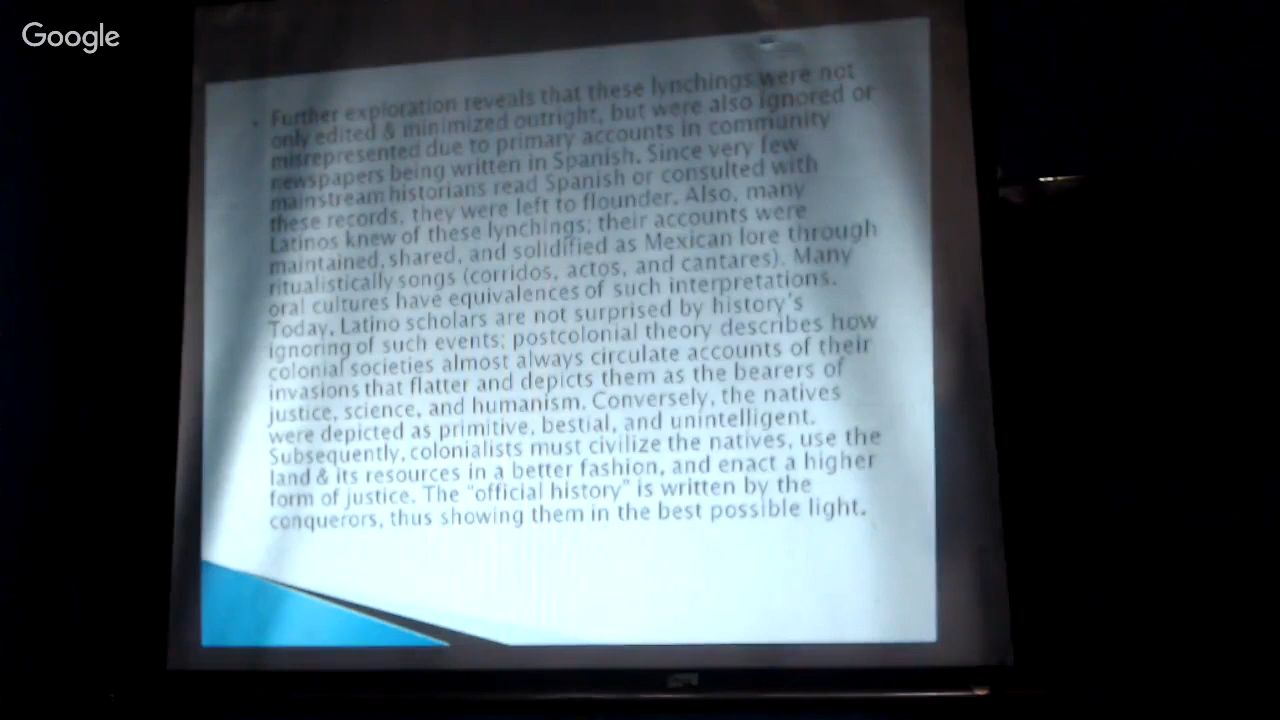 Google
• Further exploration reveals that these lynchings were not
only edited & minimized outright, but were also ignored or
misrepresented due to primary accounts in community
newspapers being written in Spanish. Since very few
mainstream historians read Spanish or consulted with
these records, they were left to flounder. Also, many
Latinos knew of these lynchings; their accounts were
maintained, shared, and solidified as Mexican lore through
ritualistically songs (corridos, actos, and cantares). Many
oral cultures have equivalences of such interpretations.
Today, Latino scholars are not surprised by history's
ignoring of such events; postcolonial theory describes how
colonial societies almost always circulate accounts of their
invasions that flatter and depicts them as the bearers of
justice, science, and humanism. Conversely, the natives
were depicted as primitive, bestial, and unintelligent.
Subsequently, colonialists must civilize the natives, use the
land & its resources in a better fashion, and enact a higher
form of justice. The "official history" is written by the
conquerors, thus showing them in the best possible light.